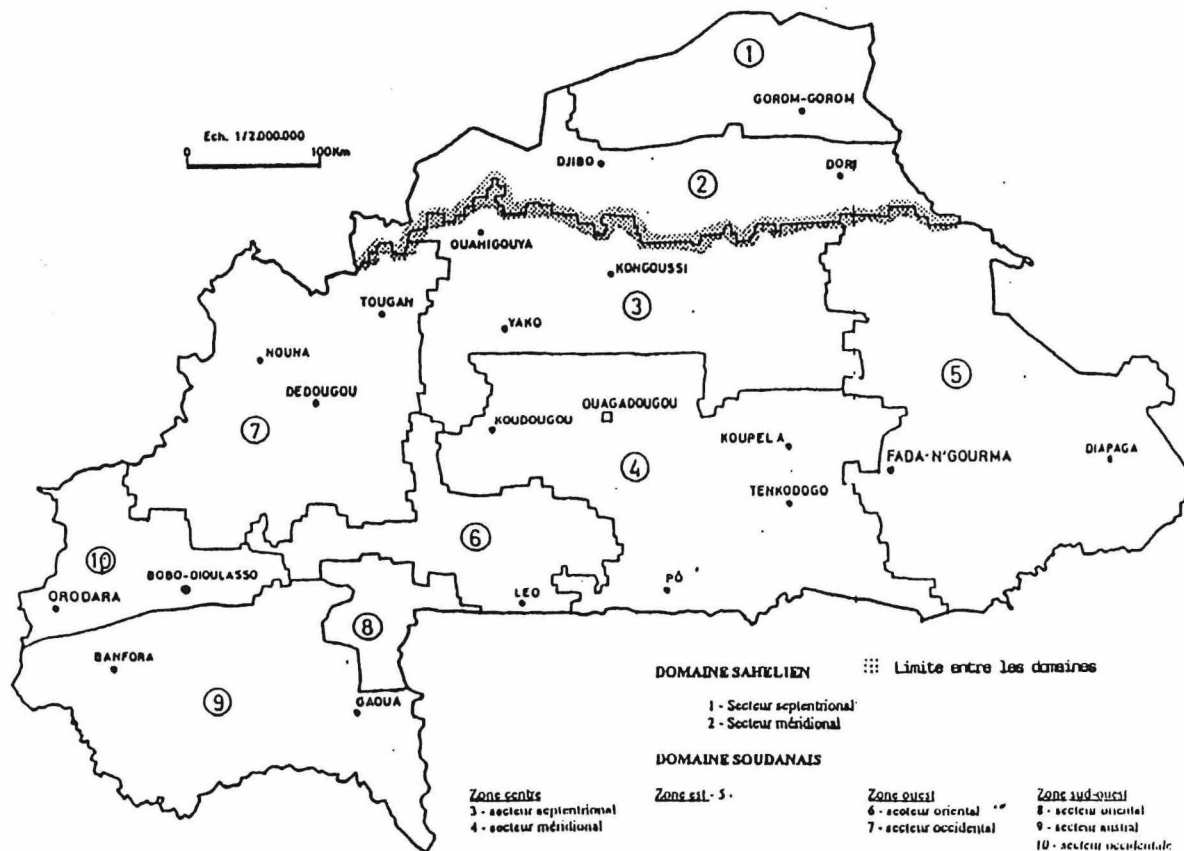 ①
GOROM-GOROM
Ech. 1/2.000.000
0 100Km
DJIBO
DORI
②
OUAHIGOUYA
KONGOUSSI
TOUGAN
③
YAKO
NOUNA
⑤
DEDOUGOU
OUAGADOUGOU
KOUDOUGOU
⑦
KOUPELA
④
FADA-N'GOURMA
DIAPAGA
TENKODOGO
⑥
⑩
BOBO-DIOULASSO
ORODARA
LEO
PÔ
⑧
BANFORA
DOMAINE SAHELIEN
Limite entre les domaines
⑨
GAOUA
1 - Secteur septentrional
2 - Secteur méridional
DOMAINE SOUDANAIS
Zone centre
3 - secteur septentrional
4 - secteur méridional
Zone est - 5 -
Zone ouest
6 - secteur oriental
7 - secteur occidental
Zone sud-ouest
8 - secteur oriental
9 - secteur austral
10 - secteur occidentale